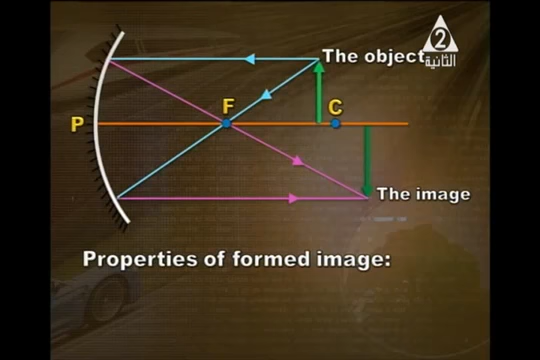 2
The object
الثانية
F
C
P
The image
Properties of formed image: